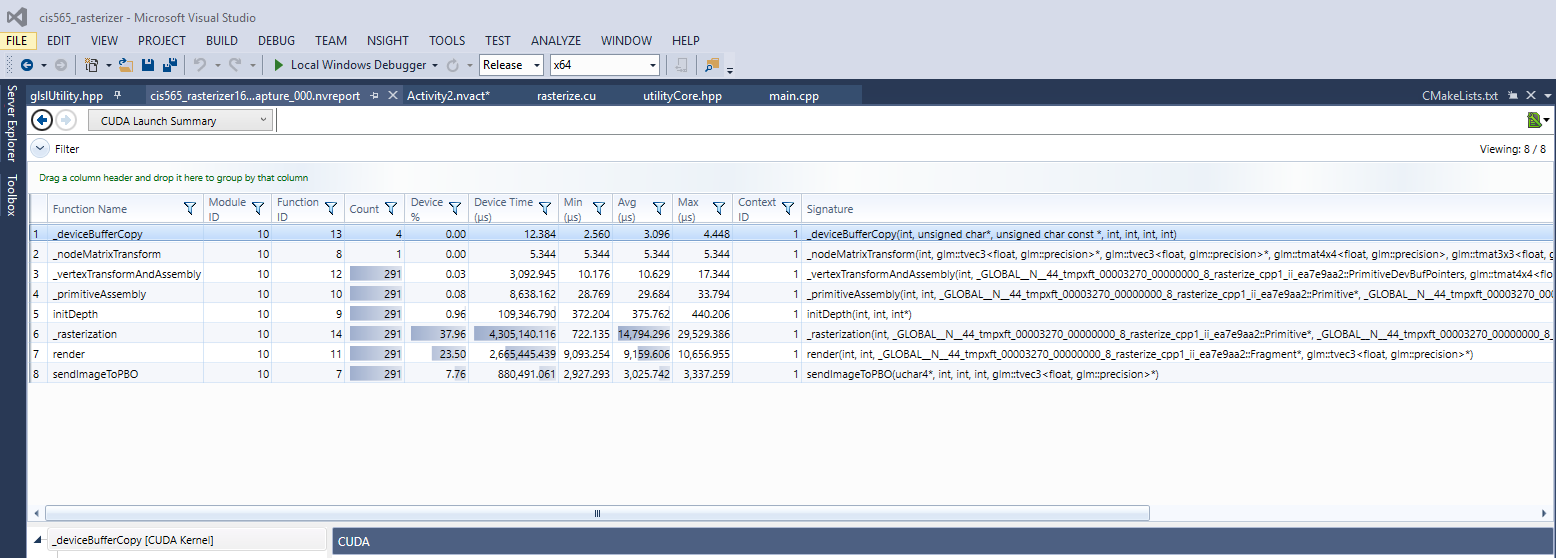 cis565_rasterizer - Microsoft Visual Studio
FILE EDIT VIEW PROJECT BUILD DEBUG TEAM NSIGHT TOOLS TEST ANALYZE WINDOW HELP
Local Windows Debugger Release x64
Server Explorer
Toolbox
glslUtility.hpp cis565_rasterizer16...apture_000.nvreport Activity2.nvact* rasterize.cu utilityCore.hpp main.cpp CMakeLists.txt
CUDA Launch Summary
Filter Viewing: 8 / 8
Drag a column header and drop it here to group by that column
Function Name Module ID Function ID Count Device % Device Time (µs) Min (µs) Avg (µs) Max (µs) Context ID Signature
1 _deviceBufferCopy 10 13 4 0.00 12.384 2.560 3.096 4.448 1 _deviceBufferCopy(int, unsigned char*, unsigned char const *, int, int, int, int)
2 _nodeMatrixTransform 10 8 1 0.00 5.344 5.344 5.344 5.344 1 _nodeMatrixTransform(int, glm::tvec3<float, glm::precision>*, glm::tvec3<float, glm::precision>*, glm::tmat4x4<float, glm::precision>, glm::tmat3x3<float, g
3 _vertexTransformAndAssembly 10 12 291 0.03 3,092.945 10.176 10.629 17.344 1 _vertexTransformAndAssembly(int, _GLOBAL__N__44_tmpxft_00003270_00000000_8_rasterize_cpp1_ii_ea7e9aa2::PrimitiveDevBufPointers, glm::tmat4x4<float
4 _primitiveAssembly 10 10 291 0.08 8,638.162 28.769 29.684 33.794 1 _primitiveAssembly(int, int, _GLOBAL__N__44_tmpxft_00003270_00000000_8_rasterize_cpp1_ii_ea7e9aa2::Primitive*, _GLOBAL__N__44_tmpxft_00003270_000
5 initDepth 10 9 291 0.96 109,346.790 372.204 375.762 440.206 1 initDepth(int, int, int*)
6 _rasterization 10 14 291 37.96 4,305,140.116 722.135 14,794.296 29,529.386 1 _rasterization(int, _GLOBAL__N__44_tmpxft_00003270_00000000_8_rasterize_cpp1_ii_ea7e9aa2::Primitive*, _GLOBAL__N__44_tmpxft_00003270_00000000_8
7 render 10 11 291 23.50 2,665,445.439 9,093.254 9,159.606 10,656.955 1 render(int, int, _GLOBAL__N__44_tmpxft_00003270_00000000_8_rasterize_cpp1_ii_ea7e9aa2::Fragment*, glm::tvec3<float, glm::precision>*)
8 sendImageToPBO 10 7 291 7.76 880,491.061 2,927.293 3,025.742 3,337.259 1 sendImageToPBO(uchar4*, int, int, int, glm::tvec3<float, glm::precision>*)
_deviceBufferCopy [CUDA Kernel] CUDA